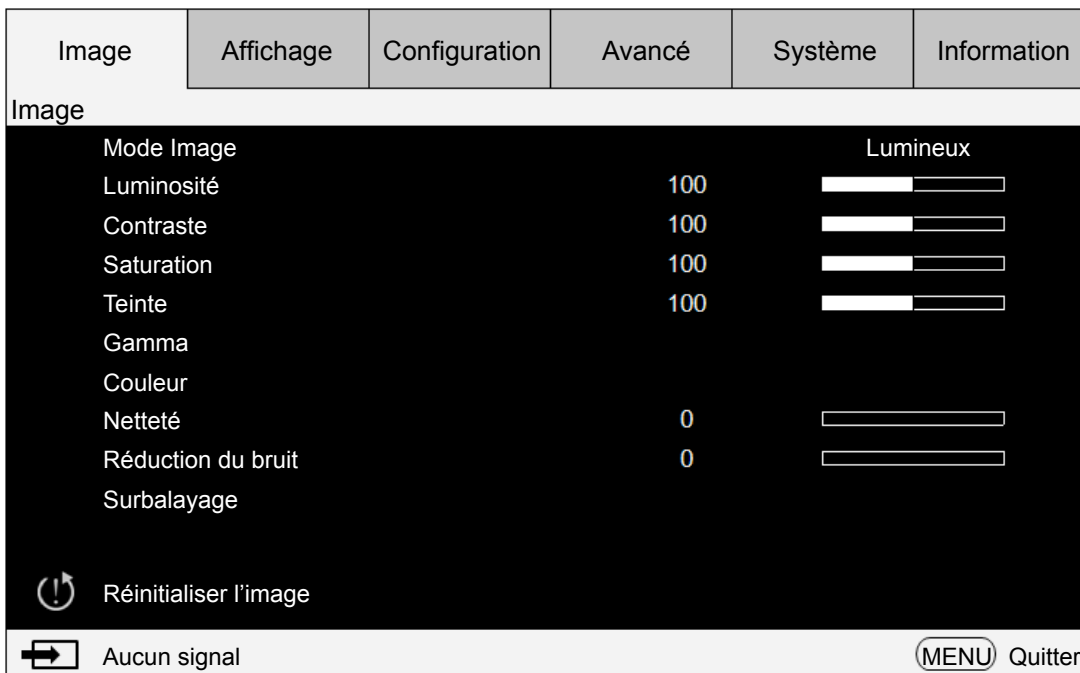 Image Affichage Configuration Avancé Système Information
Image
Mode Image Lumineux
Luminosité 100
Contraste 100
Saturation 100
Teinte 100
Gamma
Couleur
Netteté 0
Réduction du bruit 0
Surbalayage
Réinitialiser l’image
Aucun signal MENU Quitter